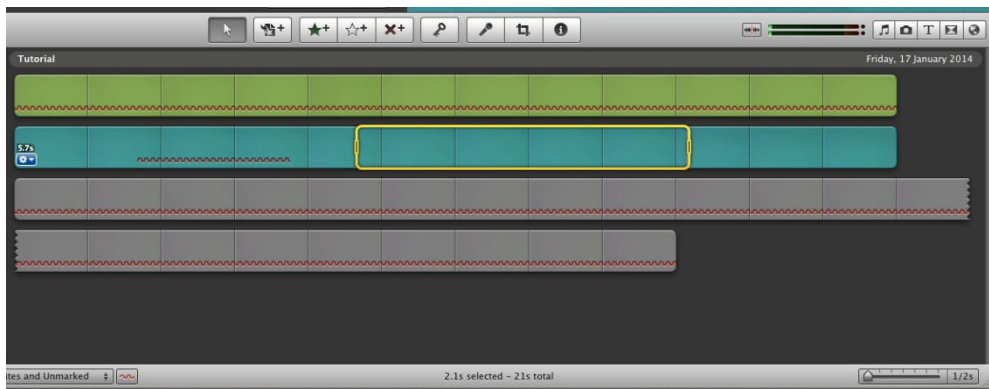 T
Tutorial
Friday, 17 January 2014
5.7s
ites and Unmarked
2.1s selected – 21s total
1/2s